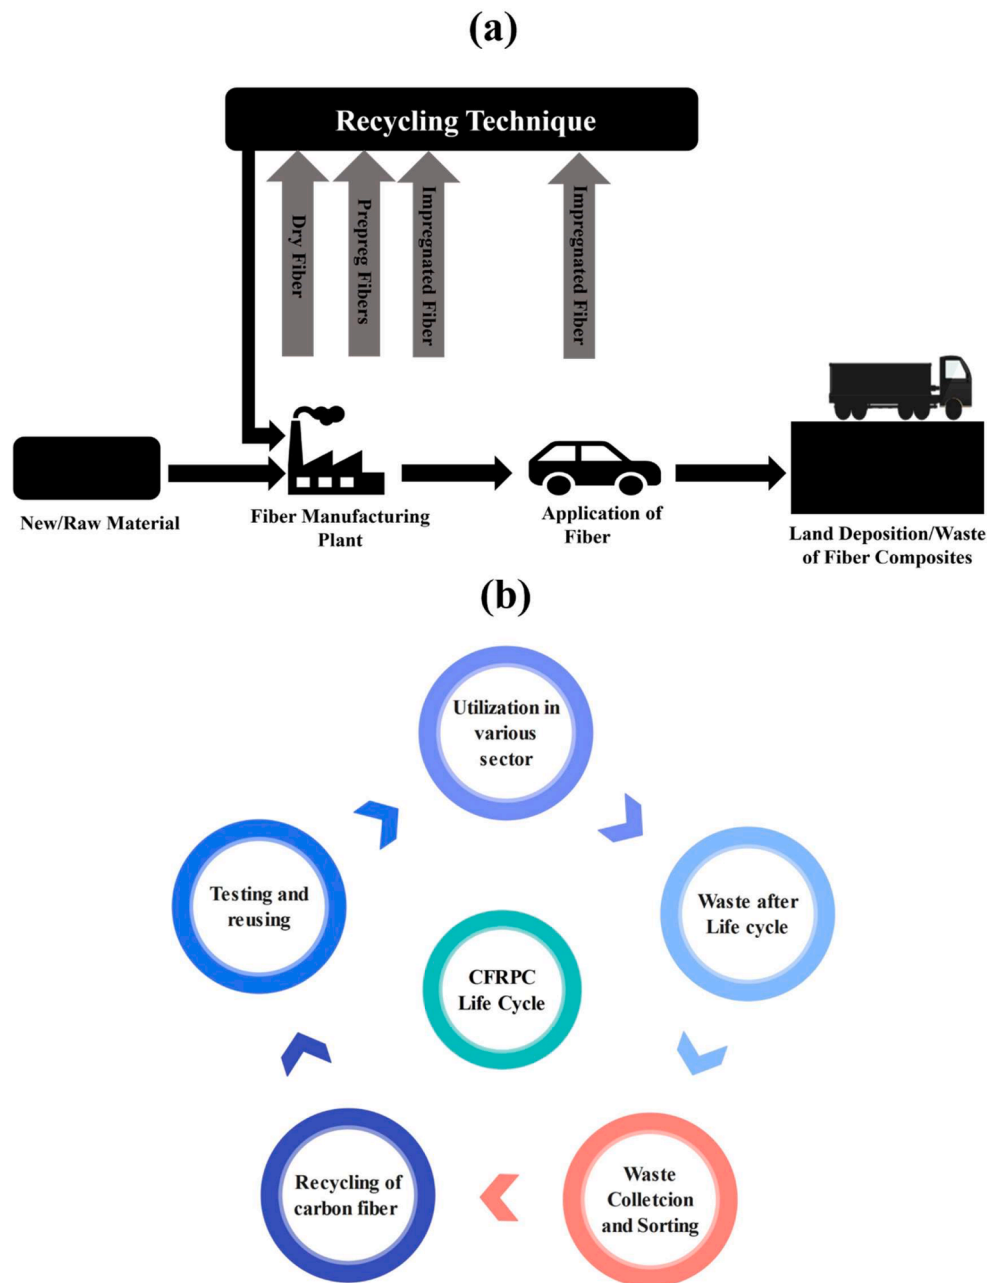 (a)
Recycling Technique
Dry Fiber
Prepreg Fibers
Impregnated Fiber
Impregnated Fiber
New/Raw Material
Fiber Manufacturing
Plant
Application of
Fiber
Land Deposition/Waste
of Fiber Composites
(b)
Utilization in
various
sector
Waste after
Life cycle
Waste
Colletcion
and Sorting
Recycling of
carbon fiber
Testing and
reusing
CFRPC
Life Cycle